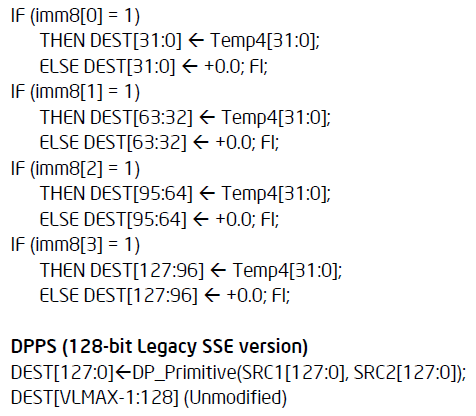 IF (imm8[0] = 1)
THEN DEST[31:0] ← Temp4[31:0];
ELSE DEST[31:0] ← +0.0; FI;
IF (imm8[1] = 1)
THEN DEST[63:32] ← Temp4[31:0];
ELSE DEST[63:32] ← +0.0; FI;
IF (imm8[2] = 1)
THEN DEST[95:64] ← Temp4[31:0];
ELSE DEST[95:64] ← +0.0; FI;
IF (imm8[3] = 1)
THEN DEST[127:96] ← Temp4[31:0];
ELSE DEST[127:96] ← +0.0; FI;
DPPS (128-bit Legacy SSE version)
DEST[127:0]←DP_Primitive(SRC1[127:0], SRC2[127:0]);
DEST[VLMAX-1:128] (Unmodified)